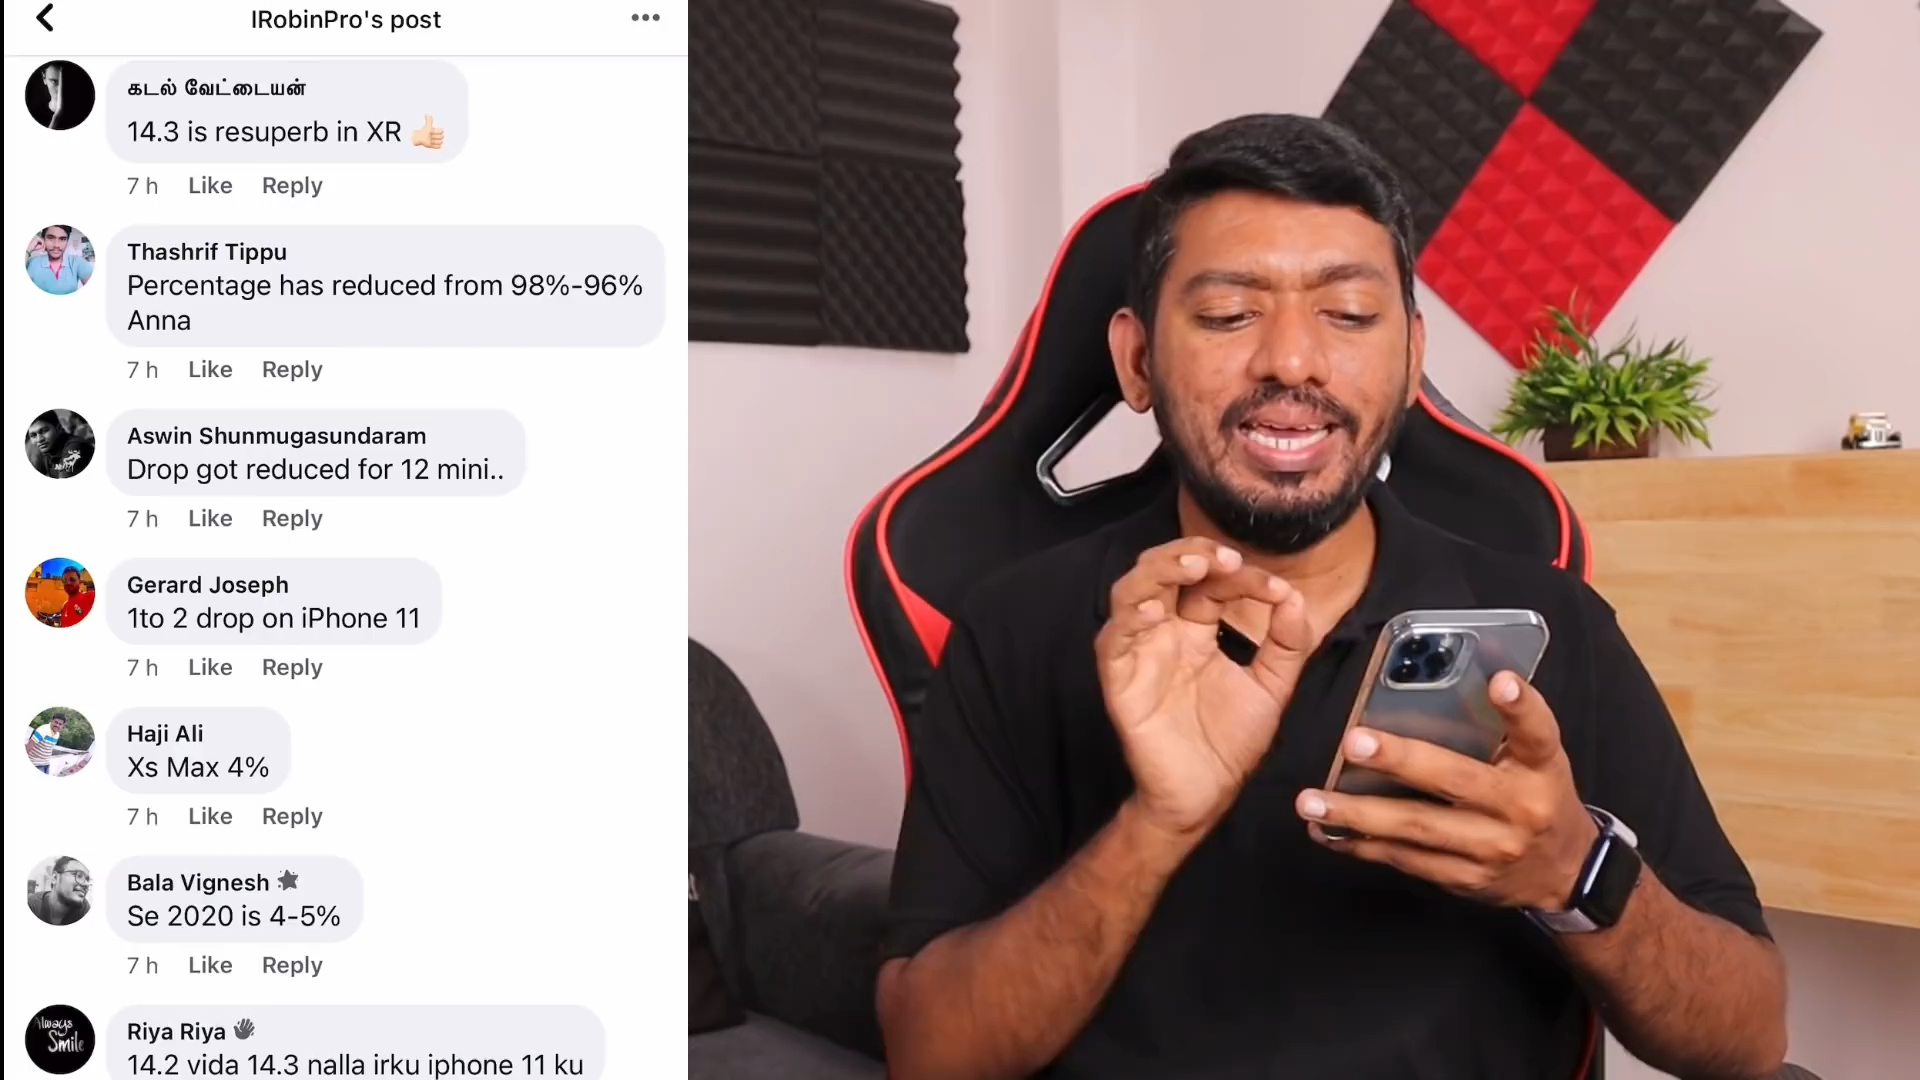 IRobinPro's post
கடல் வேட்டையன்
14.3 is resuperb in XR 👍🏻
7 h Like Reply
Thashrif Tippu
Percentage has reduced from 98%-96%
Anna
7 h Like Reply
Aswin Shunmugasundaram
Drop got reduced for 12 mini..
7 h Like Reply
Gerard Joseph
1to 2 drop on iPhone 11
7 h Like Reply
Haji Ali
Xs Max 4%
7 h Like Reply
Bala Vignesh
Se 2020 is 4-5%
7 h Like Reply
Always
Smile
Riya Riya
14.2 vida 14.3 nalla irku iphone 11 ku